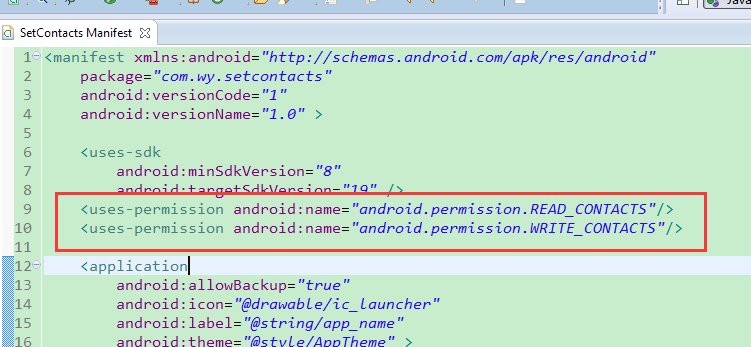 Java
SetContacts Manifest
1 <manifest xmlns:android="http://schemas.android.com/apk/res/android"
2 package="com.wy.setcontacts"
3 android:versionCode="1"
4 android:versionName="1.0" >
5
6 <uses-sdk
7 android:minSdkVersion="8"
8 android:targetSdkVersion="19" />
9 <uses-permission android:name="android.permission.READ_CONTACTS"/>
10 <uses-permission android:name="android.permission.WRITE_CONTACTS"/>
11
12 <application
13 android:allowBackup="true"
14 android:icon="@drawable/ic_launcher"
15 android:label="@string/app_name"
16 android:theme="@style/AppTheme" >